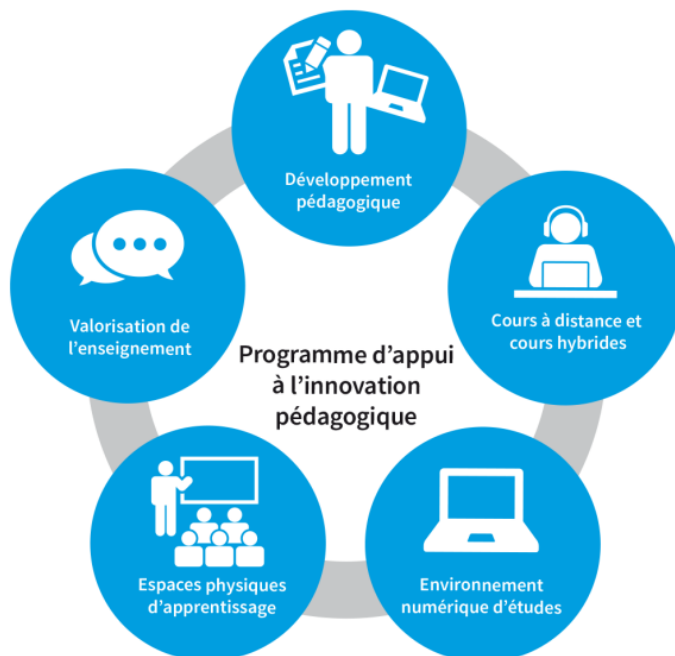 Développement
pédagogique
Cours à distance et
cours hybrides
Environnement
numérique d’études
Espaces physiques
d’apprentissage
Valorisation de
l’enseignement
Programme d’appui
à l’innovation
pédagogique